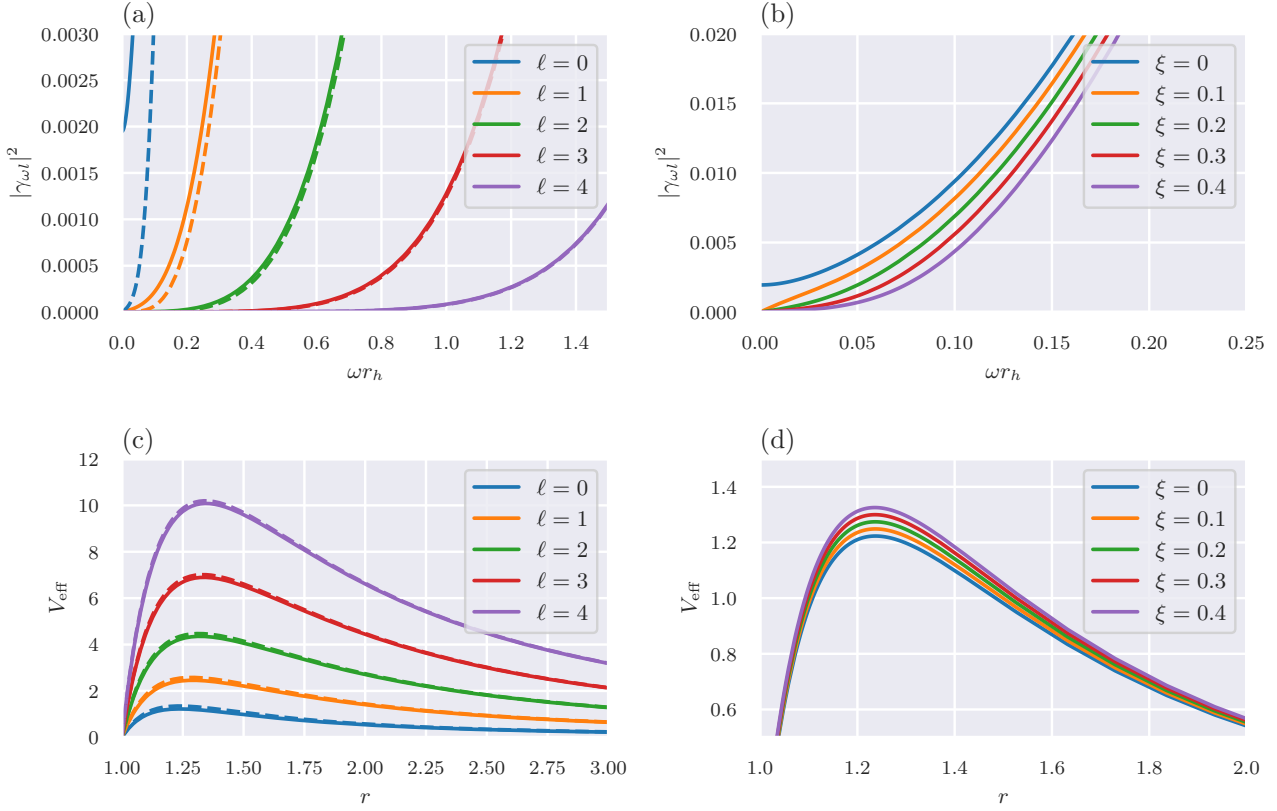 (a)
0.0030
0.0025
0.0020
0.0015
0.0010
0.0005
0.0000
|γ_{ωl}|²
0.0 0.2 0.4 0.6 0.8 1.0 1.2 1.4
ωr_h
ℓ = 0
ℓ = 1
ℓ = 2
ℓ = 3
ℓ = 4
(b)
0.020
0.015
0.010
0.005
0.000
|γ_{ωl}|²
0.00 0.05 0.10 0.15 0.20 0.25
ωr_h
ξ = 0
ξ = 0.1
ξ = 0.2
ξ = 0.3
ξ = 0.4
(c)
12
10
8
6
4
2
0
V_eff
1.00 1.25 1.50 1.75 2.00 2.25 2.50 2.75 3.00
r
ℓ = 0
ℓ = 1
ℓ = 2
ℓ = 3
ℓ = 4
(d)
1.4
1.2
1.0
0.8
0.6
V_eff
1.0 1.2 1.4 1.6 1.8 2.0
r
ξ = 0
ξ = 0.1
ξ = 0.2
ξ = 0.3
ξ = 0.4